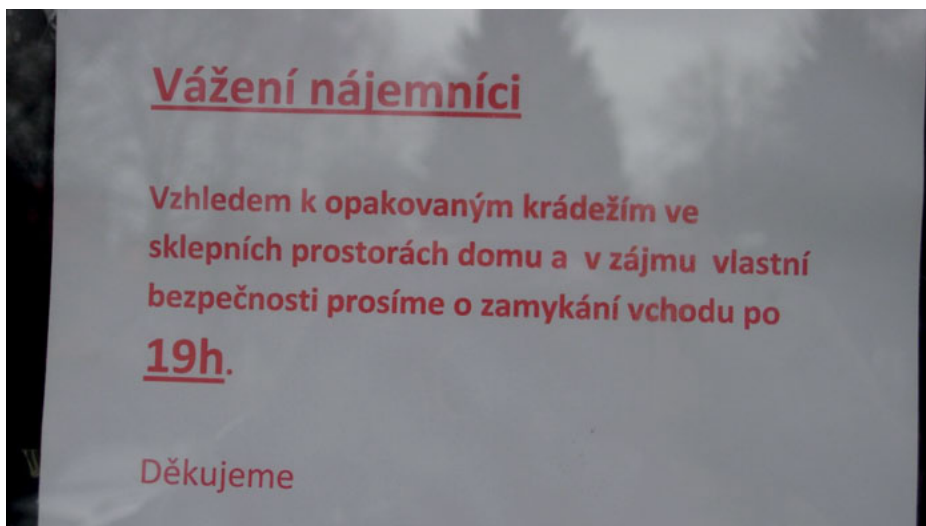 Vážení nájemníci
Vzhledem k opakovaným krádežím ve
sklepních prostorách domu a v zájmu vlastní
bezpečnosti prosíme o zamykání vchodu po
19h.
Děkujeme